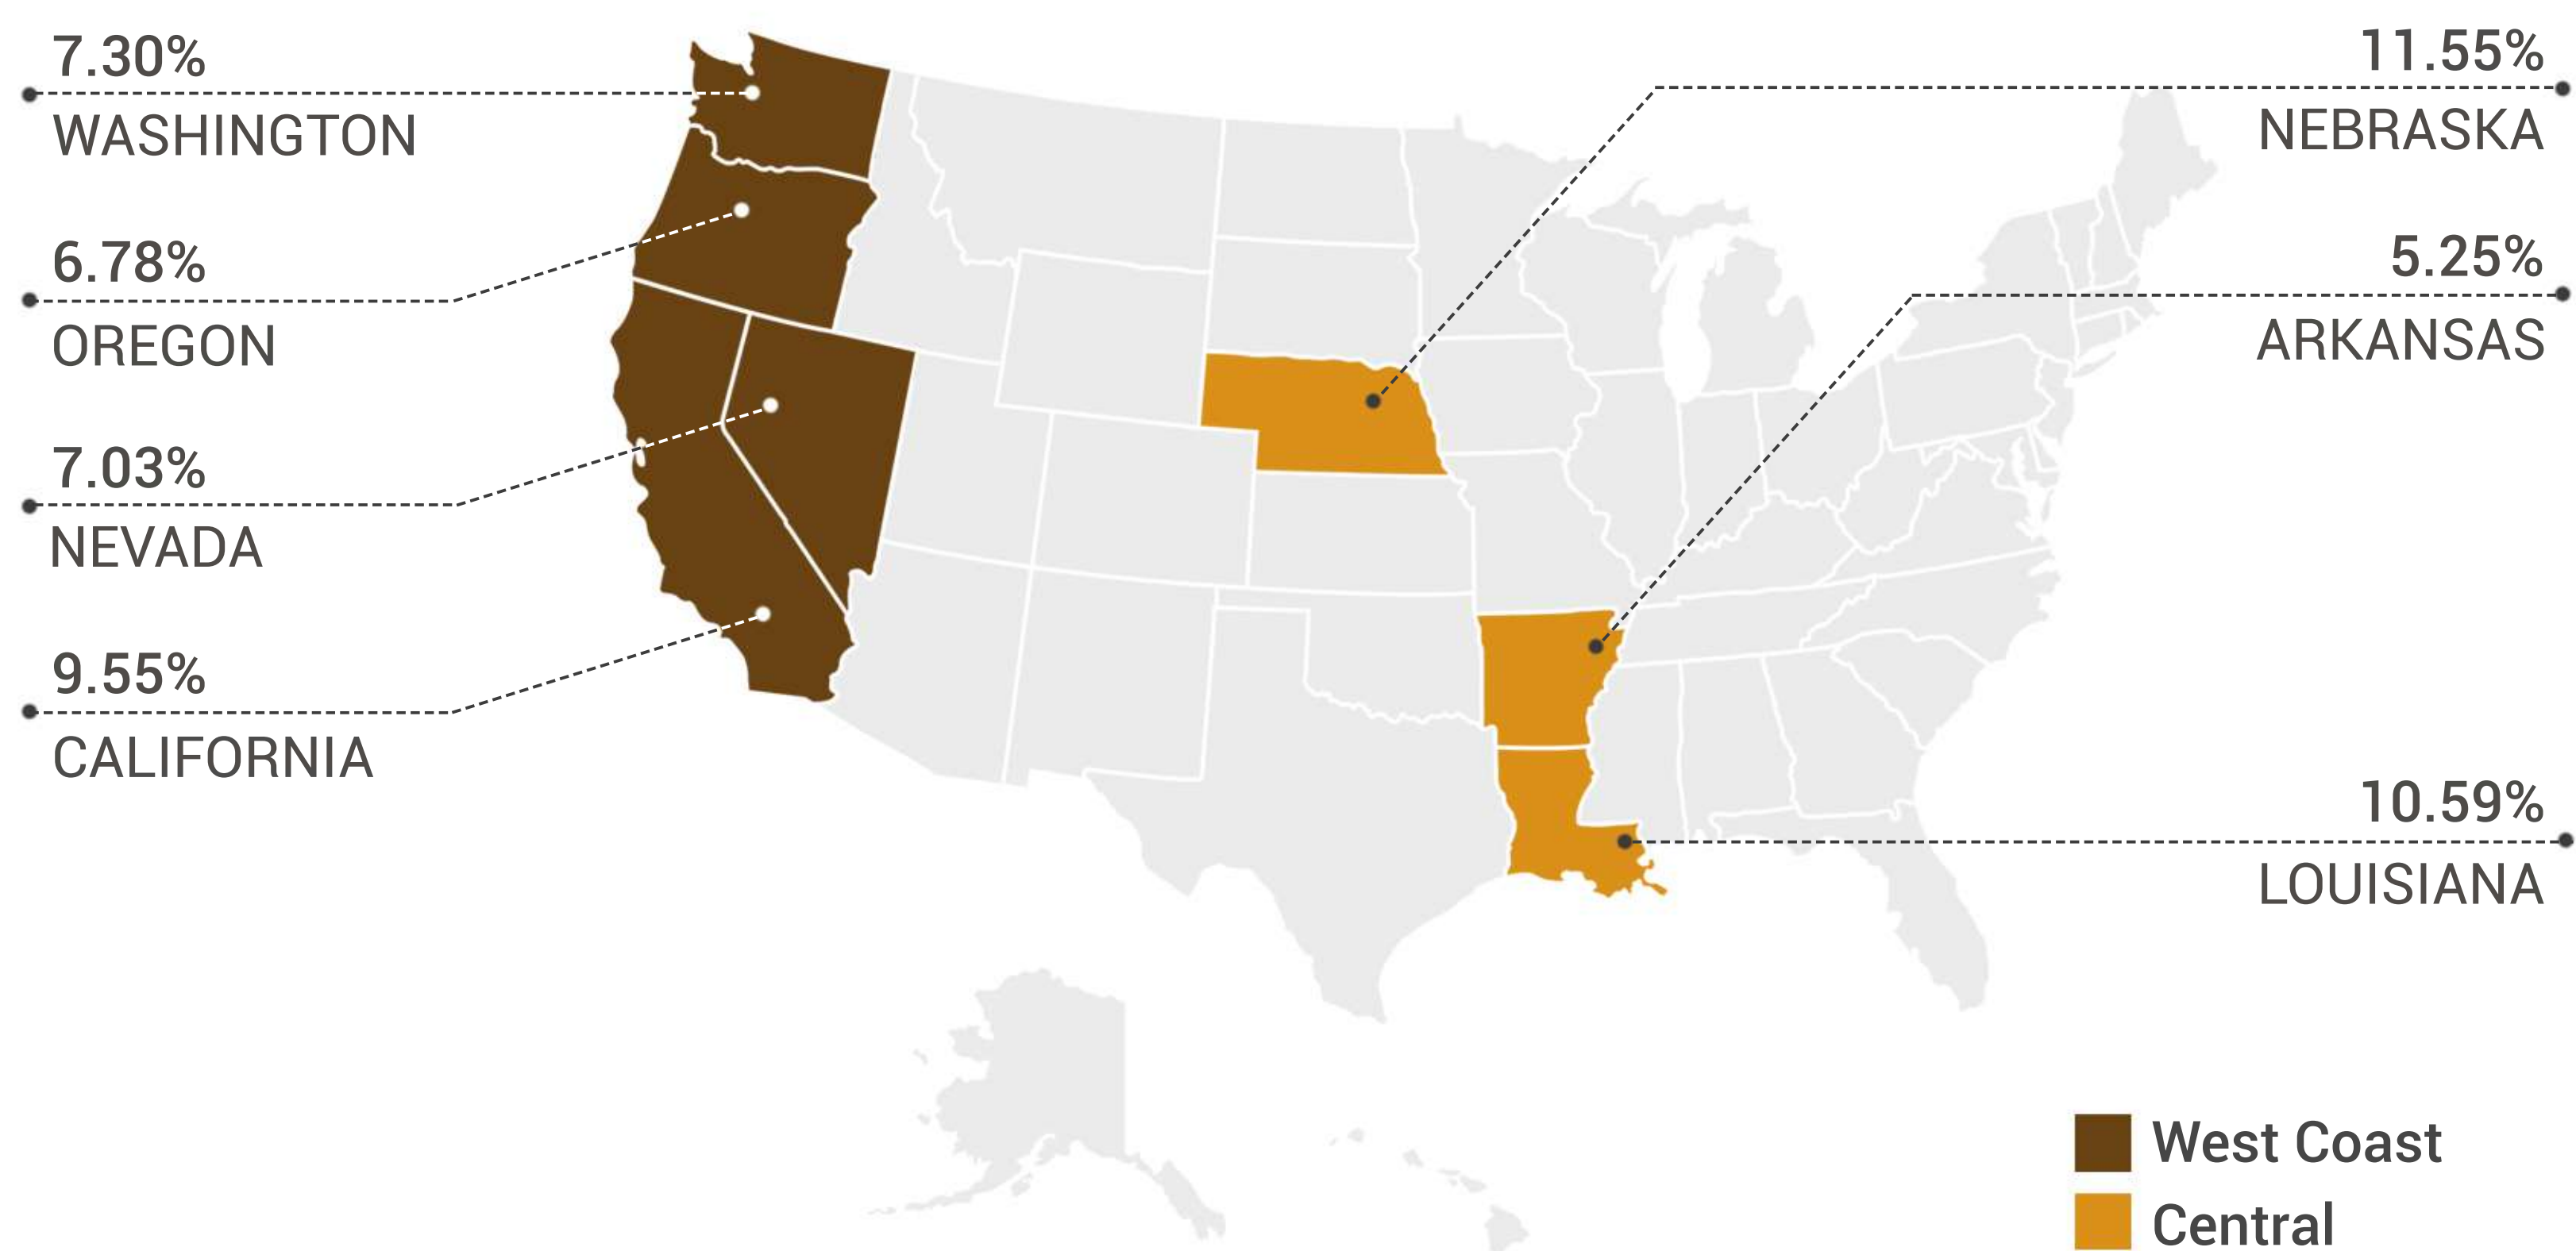 7.30%
WASHINGTON
6.78%
OREGON
7.03%
NEVADA
9.55%
CALIFORNIA
11.55%
NEBRASKA
5.25%
ARKANSAS
10.59%
LOUISIANA
West Coast
Central